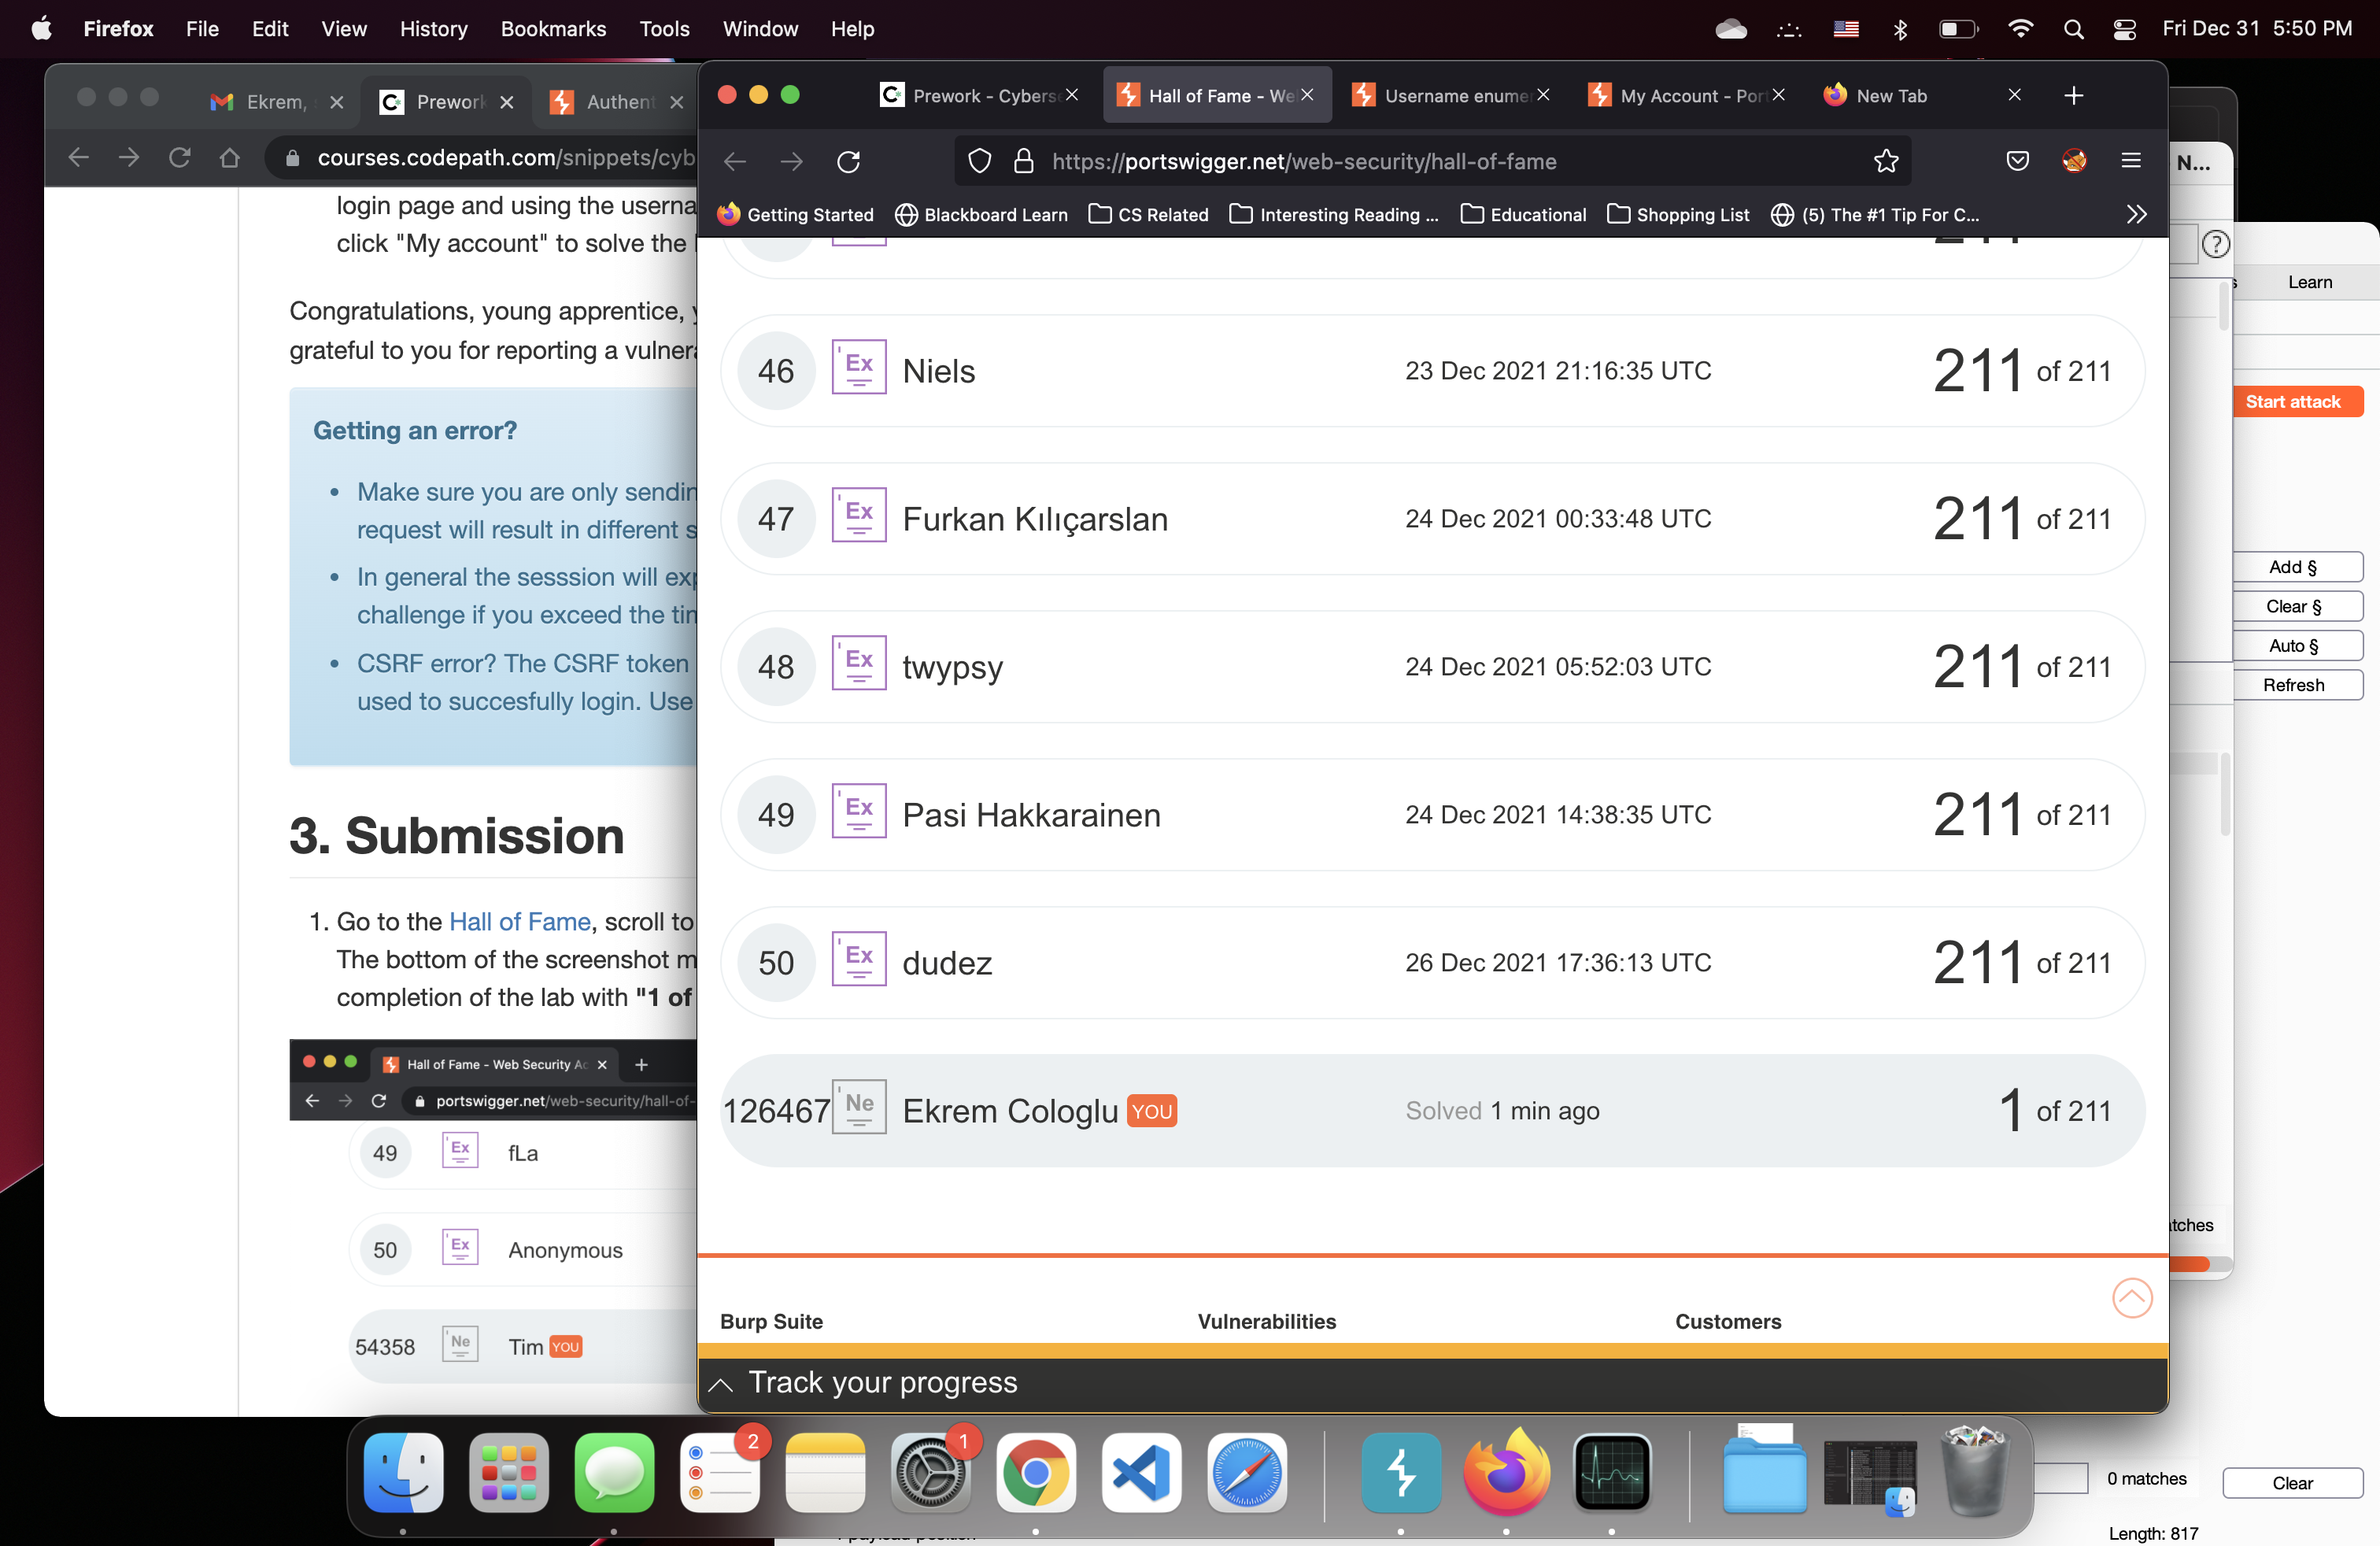 Firefox File Edit View History Bookmarks Tools Window Help Fri Dec 31 5:50 PM
Ekrem,
Prework
Authent
courses.codepath.com/snippets/cyb
login page and using the userna
click "My account" to solve the
Congratulations, young apprentice,
grateful to you for reporting a vulnera
Getting an error?
Make sure you are only sendin
request will result in different s
In general the sesssion will exp
challenge if you exceed the tim
CSRF error? The CSRF token
used to succesfully login. Use
3. Submission
1. Go to the Hall of Fame, scroll to
The bottom of the screenshot m
completion of the lab with "1 of
Hall of Fame - Web Security Ac
portswigger.net/web-security/hall-of-
49 Ex fLa
50 Ex Anonymous
54358 Ne Tim YOU
Prework - Cyberse
Hall of Fame - We
Username enumer
My Account - Port
New Tab
https://portswigger.net/web-security/hall-of-fame
Getting Started Blackboard Learn CS Related Interesting Reading ... Educational Shopping List (5) The #1 Tip For C...
46 Ex Niels 23 Dec 2021 21:16:35 UTC 211 of 211
47 Ex Furkan Kılıçarslan 24 Dec 2021 00:33:48 UTC 211 of 211
48 Ex twypsy 24 Dec 2021 05:52:03 UTC 211 of 211
49 Ex Pasi Hakkarainen 24 Dec 2021 14:38:35 UTC 211 of 211
50 Ex dudez 26 Dec 2021 17:36:13 UTC 211 of 211
126467 Ne Ekrem Cologlu YOU Solved 1 min ago 1 of 211
Burp Suite Vulnerabilities Customers
Track your progress
N...
Learn
Start attack
Add §
Clear §
Auto §
Refresh
tches
2
1
0 matches
Clear
Length: 817